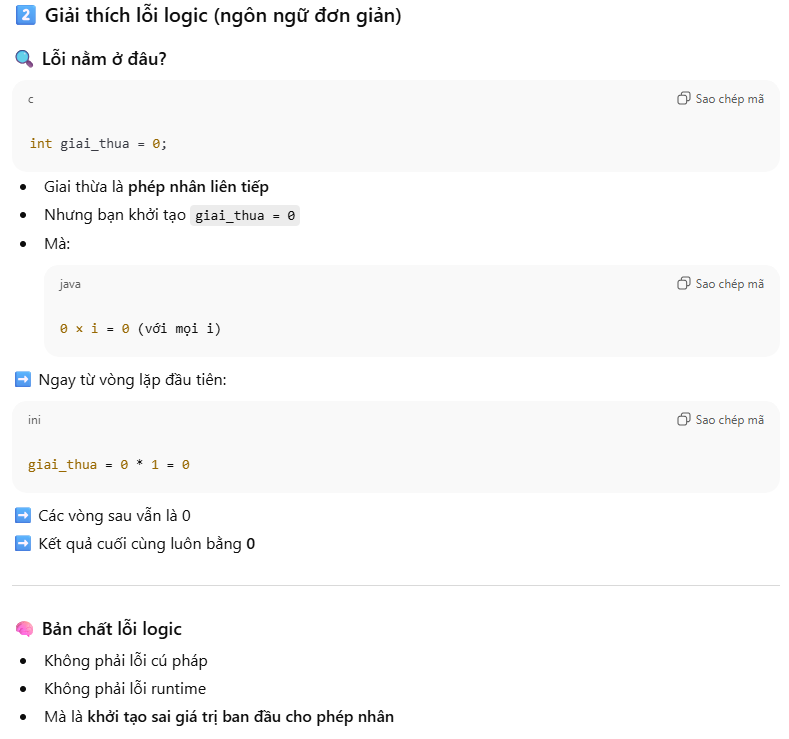 2 Giải thích lỗi logic (ngôn ngữ đơn giản)
Lỗi nằm ở đâu?
c
Sao chép mã
int giai_thua = 0;
Giai thừa là phép nhân liên tiếp
Nhưng bạn khởi tạo giai_thua = 0
Mà:
java
Sao chép mã
0 × i = 0 (với mọi i)
Ngay từ vòng lặp đầu tiên:
ini
Sao chép mã
giai_thua = 0 * 1 = 0
Các vòng sau vẫn là 0
Kết quả cuối cùng luôn bằng 0
Bản chất lỗi logic
Không phải lỗi cú pháp
Không phải lỗi runtime
Mà là khởi tạo sai giá trị ban đầu cho phép nhân